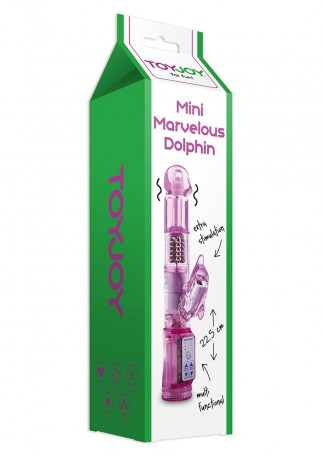 TOYJOY
for fun!
Mini
Marvelous
Dolphin
TOYJOY
extra
stimulation
22.5 cm
multi
functional